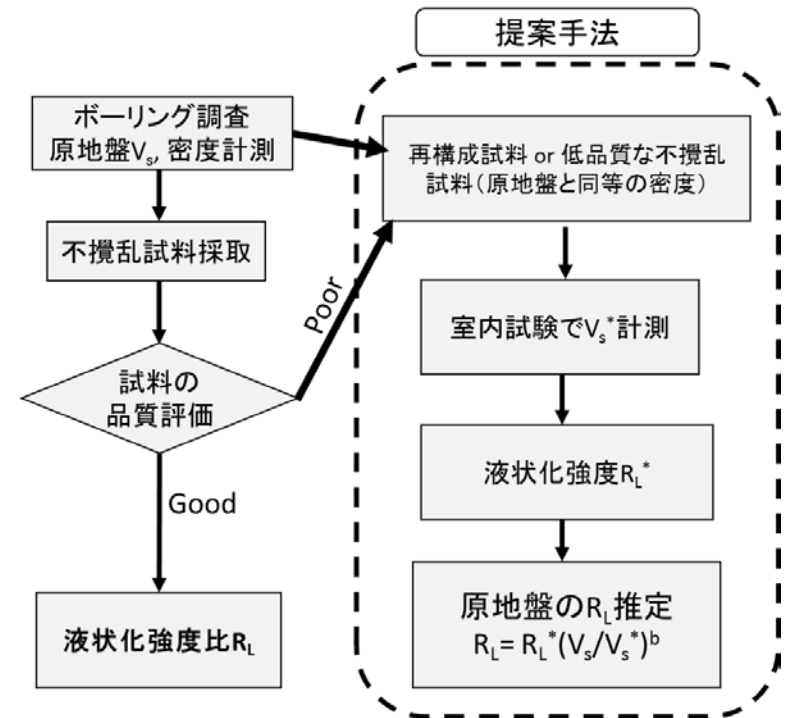 提案手法
ボーリング調査
原地盤Vs, 密度計測
再構成試料 or 低品質な不攪乱
試料（原地盤と同等の密度）
不攪乱試料採取
Poor
室内試験でVs*計測
試料の
品質評価
液状化強度RL*
Good
原地盤のRL推定
RL= RL*(Vs/Vs*)b
液状化強度比RL